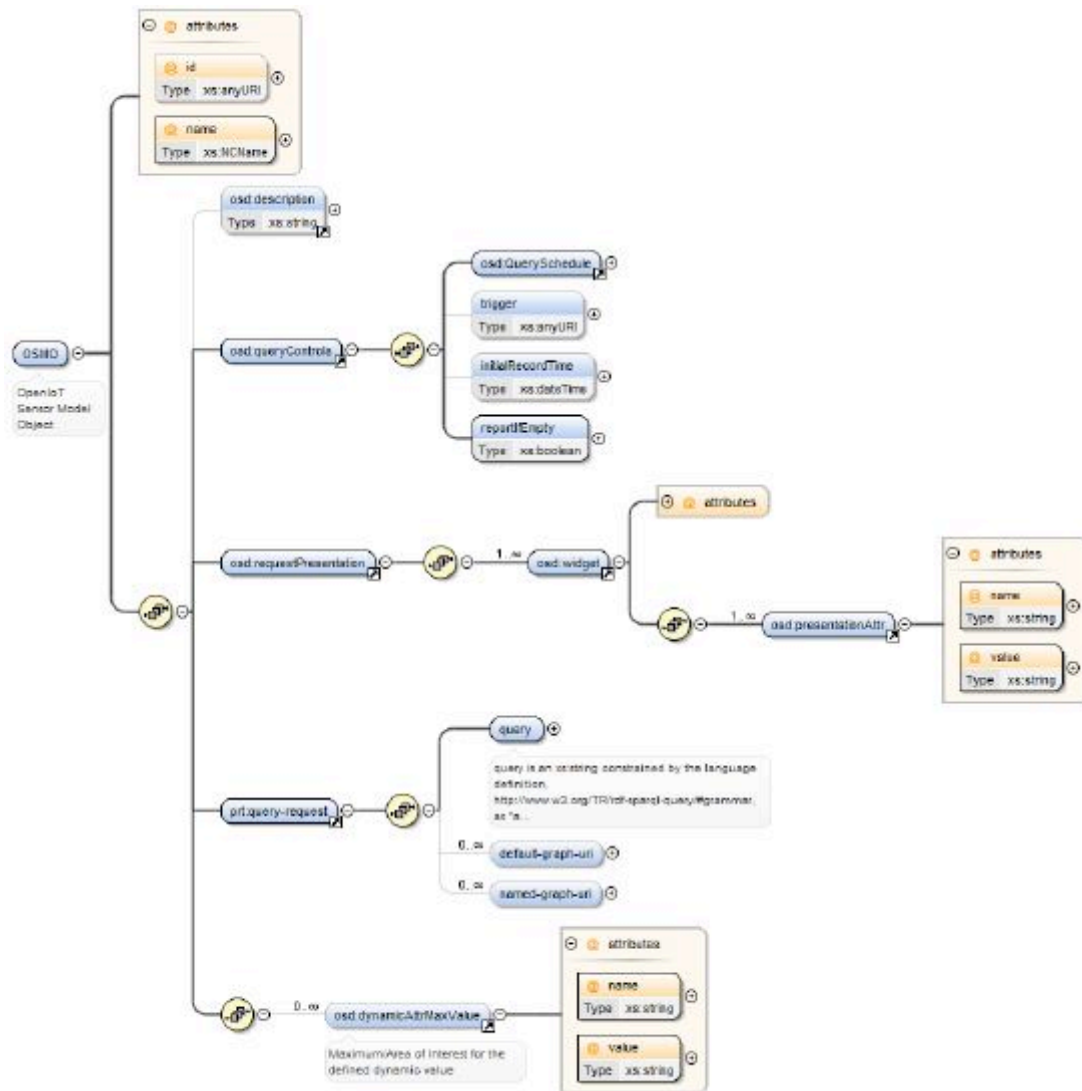 attributes
id
Type xs:anyURI
name
Type xs:NCName
osd:description
Type xs:string
osd:QuerySchedule
trigger
Type xs:anyURI
osd:queryControls
initialRecordTime
Type xs:dateTime
reportIfEmpty
Type xs:boolean
OSMO
OpenIoT
Sensor Model
Object
attributes
osd:requestPresentation
1..∞
osd:widget
1..∞
osd:presentationAttr
attributes
name
Type xs:string
value
Type xs:string
query
query is an xs:string constrained by the language
definition,
http://www.w3.org/TR/rdf-sparql-query/#grammar,
as "a...
prt:query-request
0..∞
default-graph-uri
0..∞
named-graph-uri
0..∞
osd:dynamicAttrMaxValue
Maximum/Area of Interest for the
defined dynamic value
attributes
name
Type xs:string
value
Type xs:string